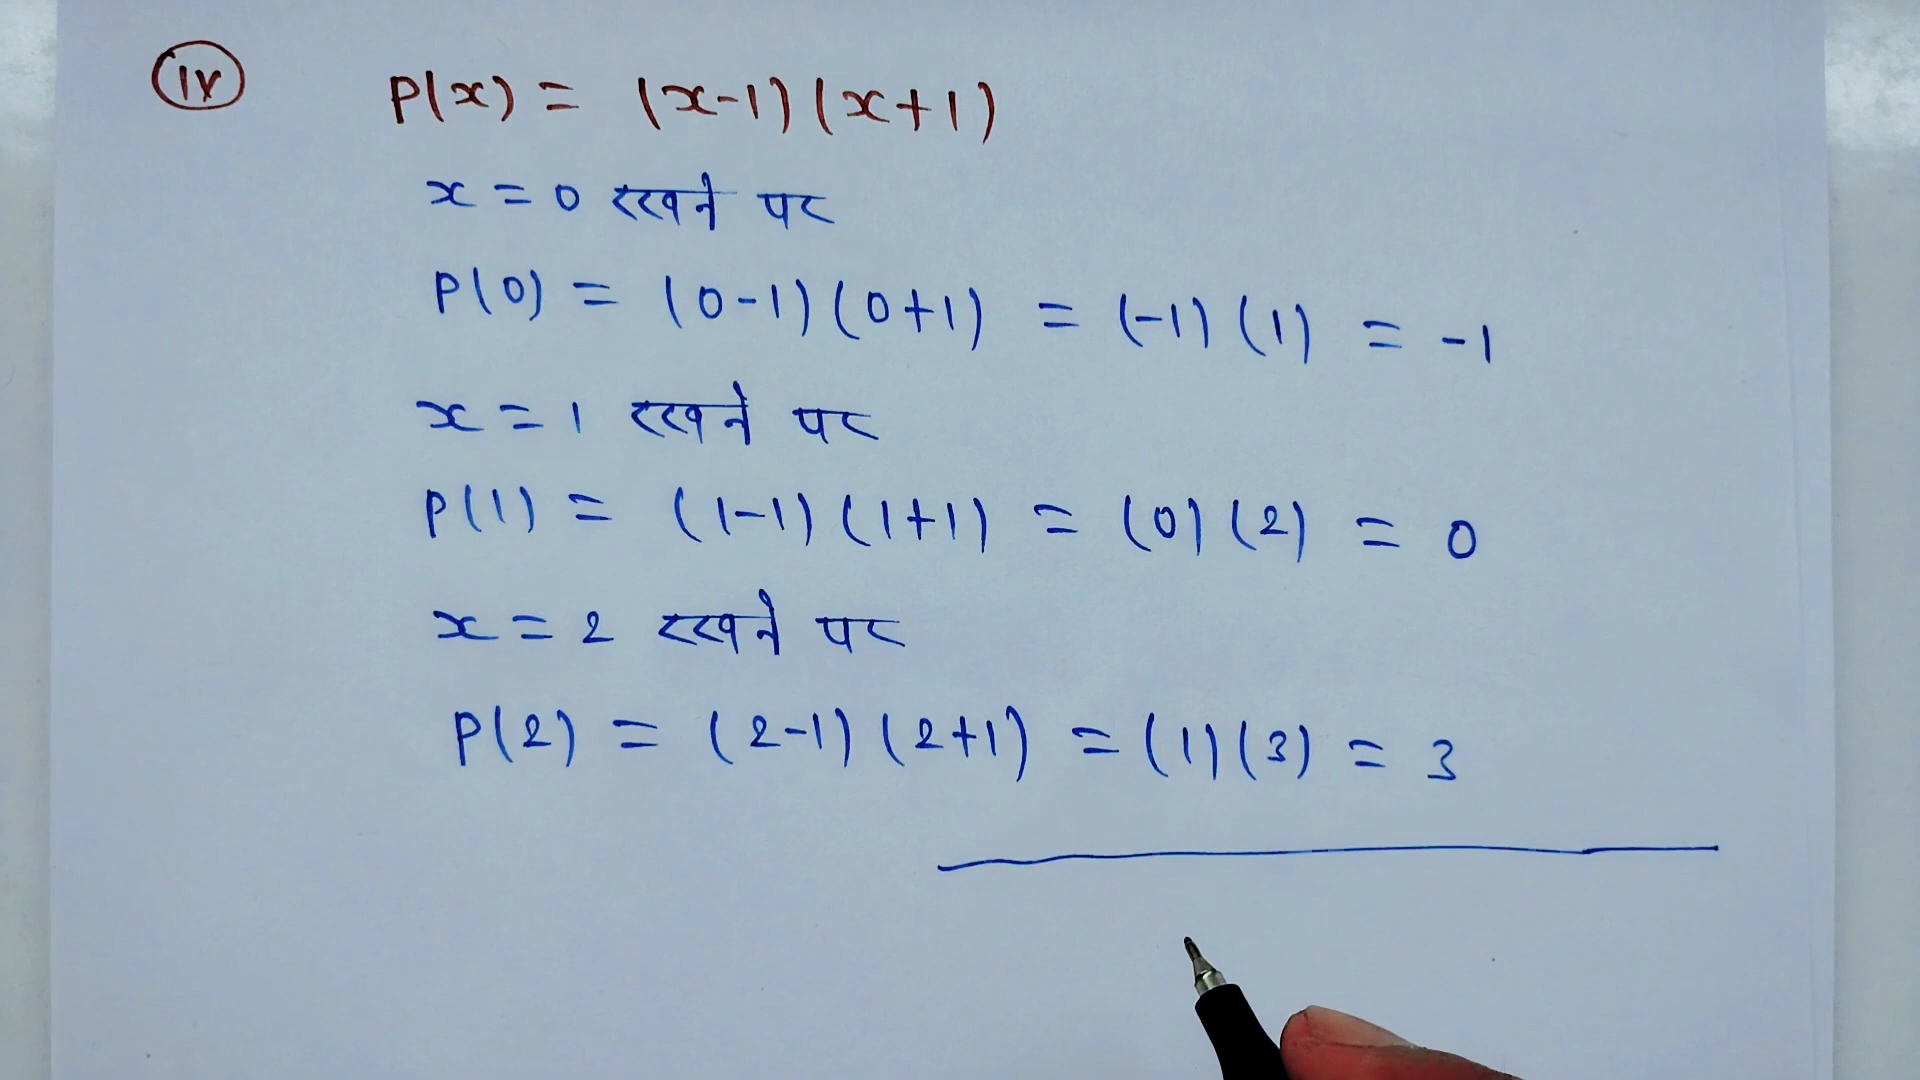 (iv) P(x) = (x-1)(x+1)
x = 0 रखने पर
P(0) = (0-1)(0+1) = (-1)(1) = -1
x = 1 रखने पर
P(1) = (1-1)(1+1) = (0)(2) = 0
x = 2 रखने पर
P(2) = (2-1)(2+1) = (1)(3) = 3